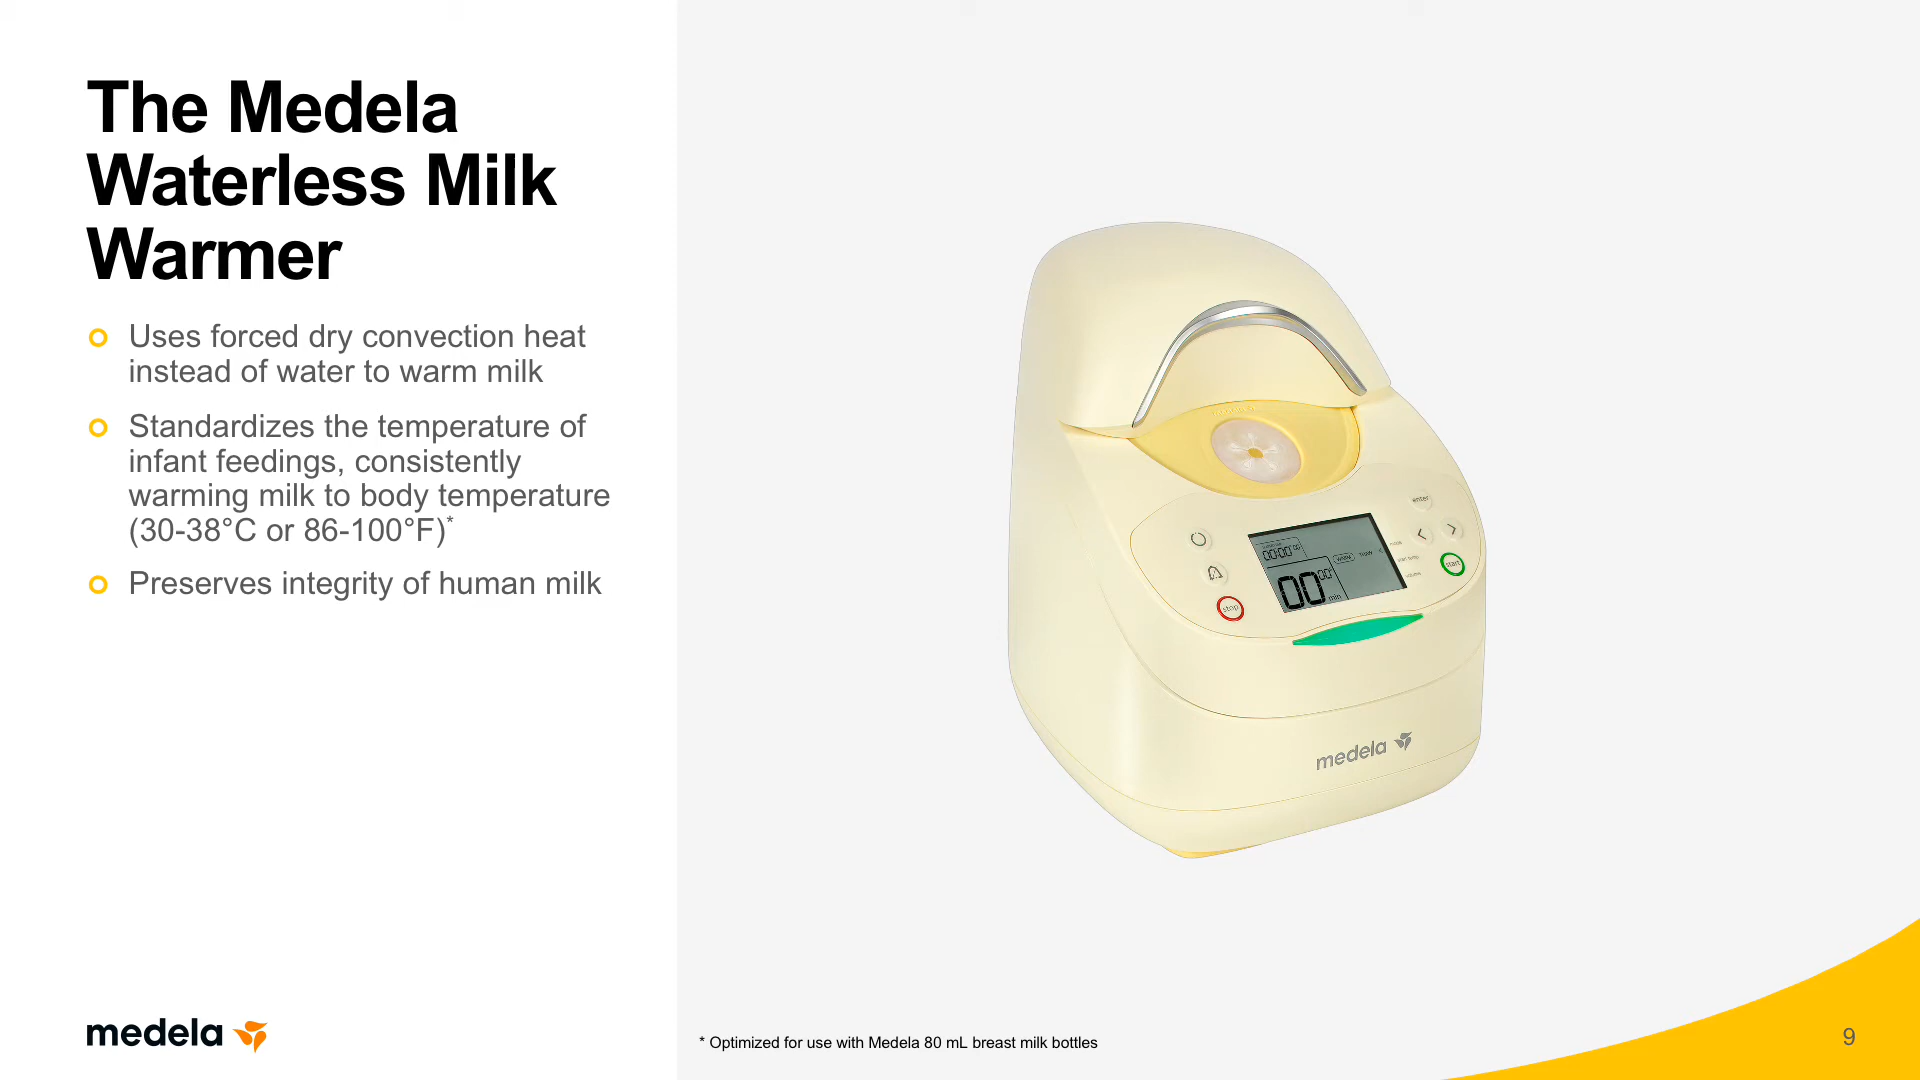 The Medela
Waterless Milk
Warmer
Uses forced dry convection heat
instead of water to warm milk
Standardizes the temperature of
infant feedings, consistently
warming milk to body temperature
(30-38°C or 86-100°F)*
Preserves integrity of human milk
enter
00:00
00
min
stop
start
medela
medela
* Optimized for use with Medela 80 mL breast milk bottles
9